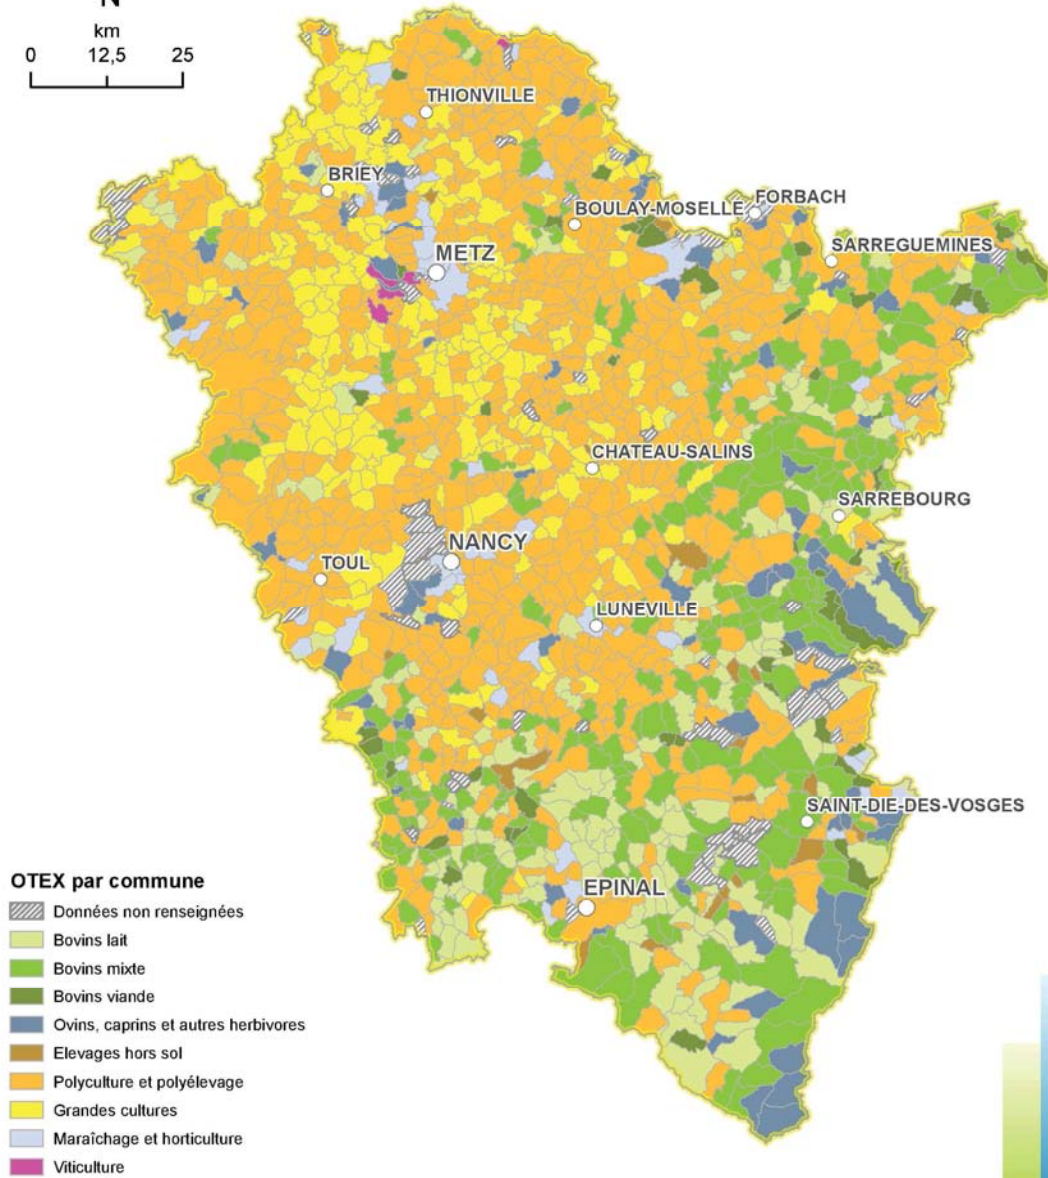 N
km
0 12,5 25
THIONVILLE
BRIEY
FORBACH
BOULAY-MOSELLE
SARREGUEMINES
METZ
CHATEAU-SALINS
SARREBOURG
NANCY
TOUL
LUNEVILLE
SAINT-DIE-DES-VOSGES
EPINAL
OTEX par commune
Données non renseignées
Bovins lait
Bovins mixte
Bovins viande
Ovins, caprins et autres herbivores
Elevages hors sol
Polyculture et polyélevage
Grandes cultures
Maraîchage et horticulture
Viticulture